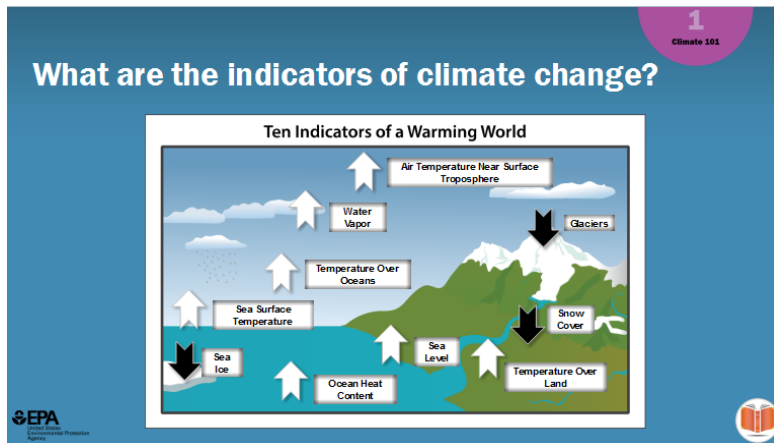 1
Climate 101
What are the indicators of climate change?
Ten Indicators of a Warming World
Air Temperature Near Surface
Troposphere
Water
Vapor
Glaciers
Temperature Over
Oceans
Sea Surface
Temperature
Snow
Cover
Sea
Level
Sea
Ice
Temperature Over
Land
Ocean Heat
Content
EPA
United States
Environmental Protection
Agency